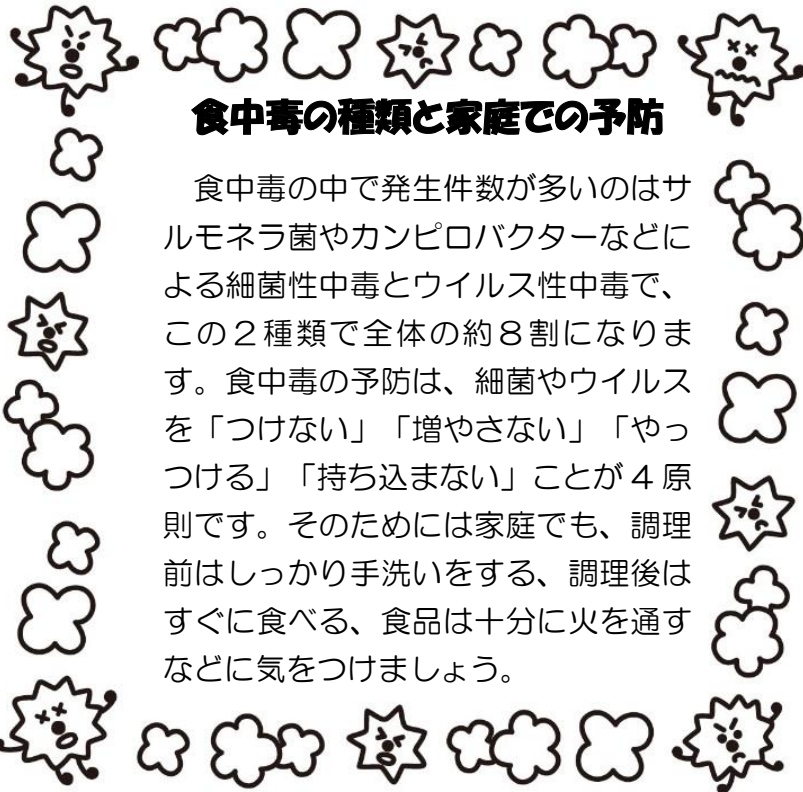 食中毒の種類と家庭での予防
　食中毒の中で発生件数が多いのはサ
ルモネラ菌やカンピロバクターなどに
よる細菌性中毒とウイルス性中毒で、
この２種類で全体の約８割になりま
す。食中毒の予防は、細菌やウイルス
を「つけない」「増やさない」「やっ
つける」「持ち込まない」ことが４原
則です。そのためには家庭でも、調理
前はしっかり手洗いをする、調理後は
すぐに食べる、食品は十分に火を通す
などに気をつけましょう。